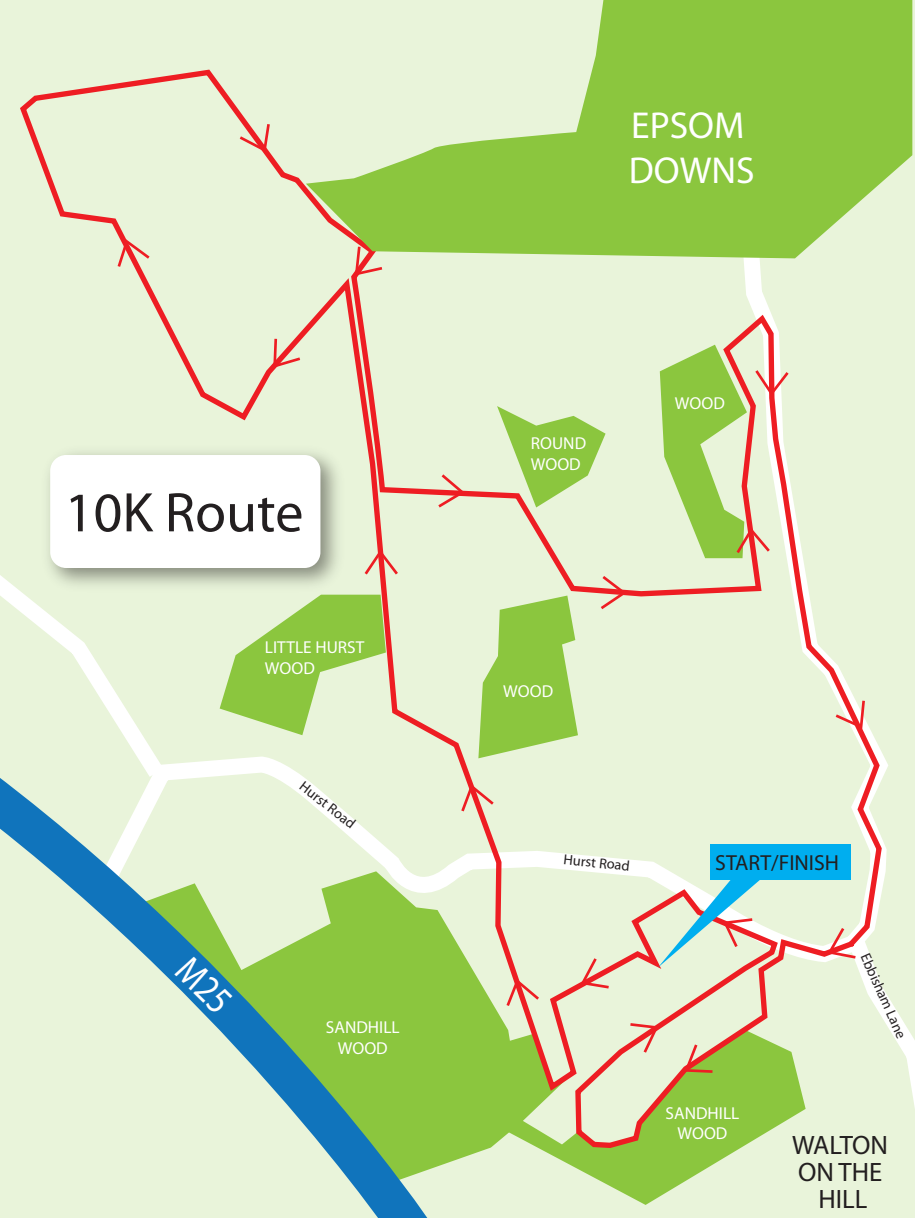 EPSOM
DOWNS
WOOD
ROUND
WOOD
10K Route
LITTLE HURST
WOOD
WOOD
Hurst Road
Hurst Road
START/FINISH
Ebbisham Lane
M25
SANDHILL
WOOD
SANDHILL
WOOD
WALTON
ON THE
HILL